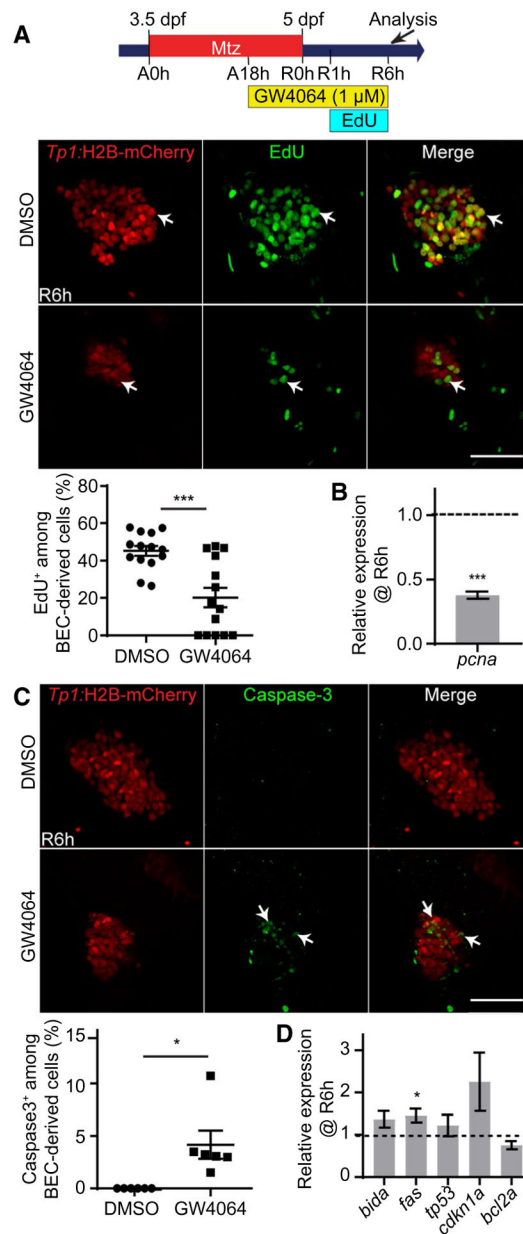 A
3.5 dpf 5 dpf Analysis
Mtz
A0h A18h R0h R1h R6h
GW4064 (1 µM)
EdU
Tp1:H2B-mCherry EdU Merge
DMSO
R6h
GW4064
EdU+ among
BEC-derived cells (%)
80
60
40
20
0
***
DMSO GW4064
B
Relative expression
@ R6h
1.0
0.5
0.0
***
pcna
C
Tp1:H2B-mCherry Caspase-3 Merge
DMSO
R6h
GW4064
Caspase3+ among
BEC-derived cells (%)
15
10
5
0
*
DMSO GW4064
D
Relative expression
@ R6h
3
2
1
0
*
bida fas tp53 cdkn1a bcl2a